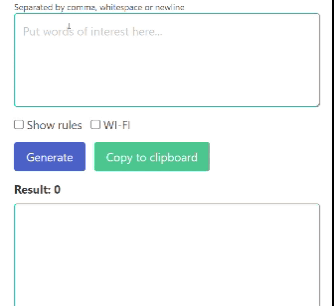 Separated by comma, whitespace or newline
Put words of interest here...
Show rules WI-FI
Generate Copy to clipboard
Result: 0